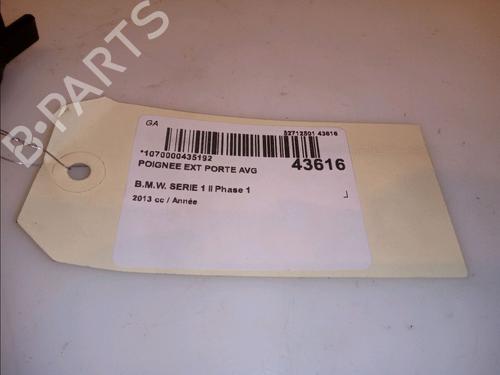 B-PARTS
GA
52712501 43616
*1070000435192
43616
POIGNEE EXT PORTE AVG
B.M.W. SERIE 1 II Phase 1
2013 cc / Année